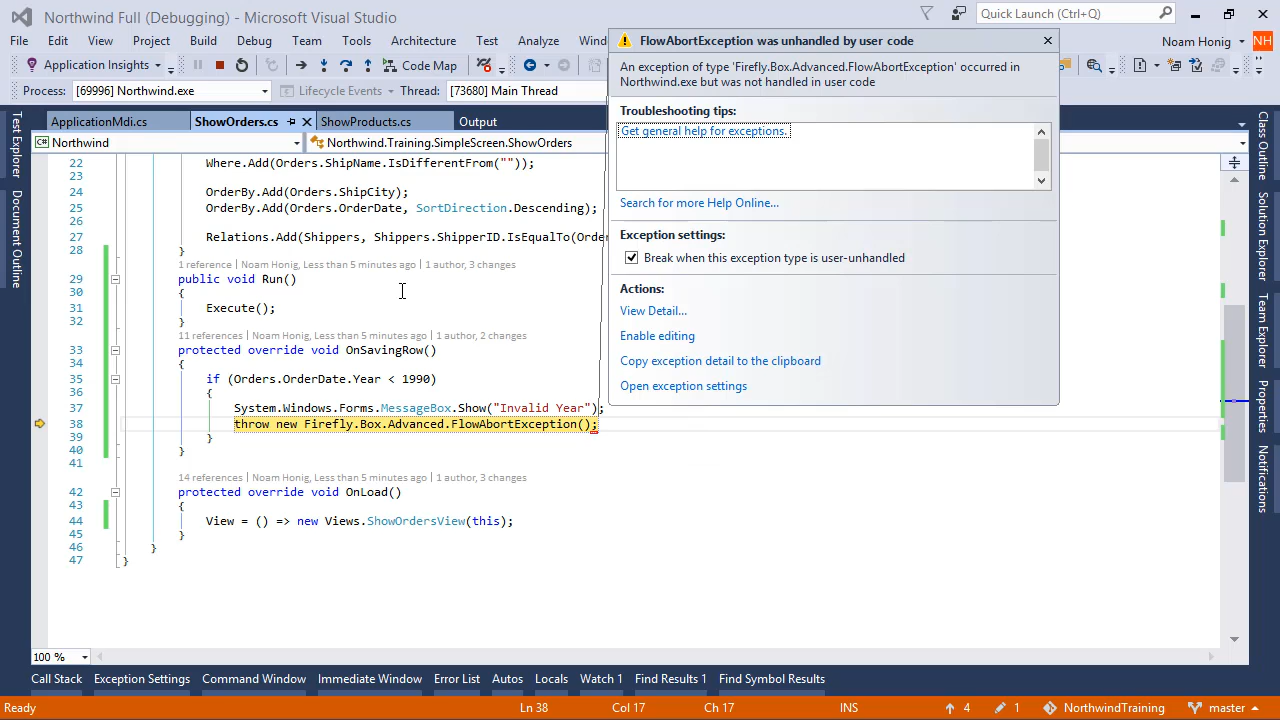 Northwind Full (Debugging) - Microsoft Visual Studio
Quick Launch (Ctrl+Q)
File Edit View Project Build Debug Team Tools Architecture Test Analyze Wind
Noam Honig NH
Application Insights Code Map
Process: [69996] Northwind.exe Lifecycle Events Thread: [73680] Main Thread
ApplicationMdi.cs ShowOrders.cs ShowProducts.cs Output
C# Northwind Northwind.Training.SimpleScreen.ShowOrders
22 Where.Add(Orders.ShipName.IsDifferentFrom(""));
23
24 OrderBy.Add(Orders.ShipCity);
25 OrderBy.Add(Orders.OrderDate, SortDirection.Descending);
26
27 Relations.Add(Shippers, Shippers.ShipperID.IsEqualTo(Order
28 }
1 reference | Noam Honig, Less than 5 minutes ago | 1 author, 3 changes
29 public void Run()
30 {
31 Execute();
32 }
11 references | Noam Honig, Less than 5 minutes ago | 1 author, 2 changes
33 protected override void OnSavingRow()
34 {
35 if (Orders.OrderDate.Year < 1990)
36 {
37 System.Windows.Forms.MessageBox.Show("Invalid Year");
38 throw new Firefly.Box.Advanced.FlowAbortException();
39 }
40 }
41
14 references | Noam Honig, Less than 5 minutes ago | 1 author, 3 changes
42 protected override void OnLoad()
43 {
44 View = () => new Views.ShowOrdersView(this);
45 }
46 }
47 }
FlowAbortException was unhandled by user code
An exception of type 'Firefly.Box.Advanced.FlowAbortException' occurred in
Northwind.exe but was not handled in user code
Troubleshooting tips:
Get general help for exceptions.
Search for more Help Online...
Exception settings:
Break when this exception type is user-unhandled
Actions:
View Detail...
Enable editing
Copy exception detail to the clipboard
Open exception settings
Test Explorer
Document Outline
Class Outline
Solution Explorer
Team Explorer
Properties
Notifications
100 %
Call Stack Exception Settings Command Window Immediate Window Error List Autos Locals Watch 1 Find Results 1 Find Symbol Results
Ready Ln 38 Col 17 Ch 17 INS 4 1 NorthwindTraining master